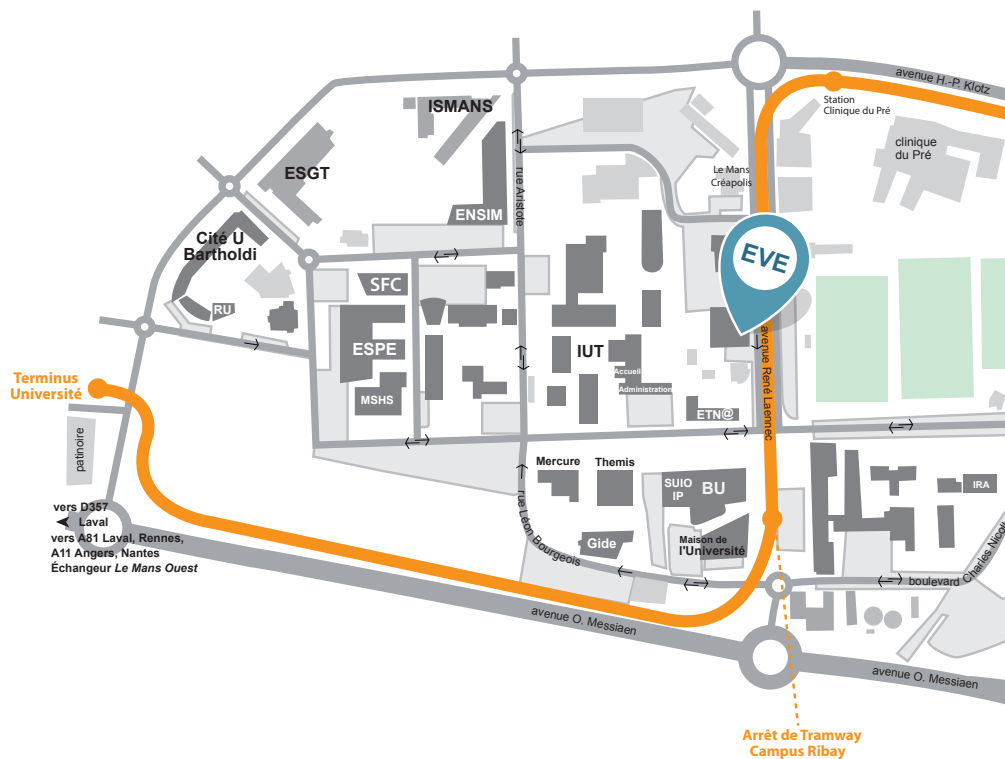 avenue H.-P. Klotz
Station
Clinique du Pré
ISMANS
clinique
du Pré
ESGT
rue Aristote
Le Mans
Créapolis
ENSIM
Cité U
Bartholdi
EVE
SFC
RU
ESPE
IUT
avenue René Laennec
Accueil
Terminus
Université
MSHS
Administration
ETN@
patinoire
Mercure
Themis
SUIO
IP
BU
IRA
vers D357
Laval
vers A81 Laval, Rennes,
A11 Angers, Nantes
Échangeur Le Mans Ouest
rue Léon Bourgeois
Gide
Maison de
l'Université
boulevard Charles Nicol
avenue O. Messiaen
avenue O. Messiaen
Arrêt de Tramway
Campus Ribay